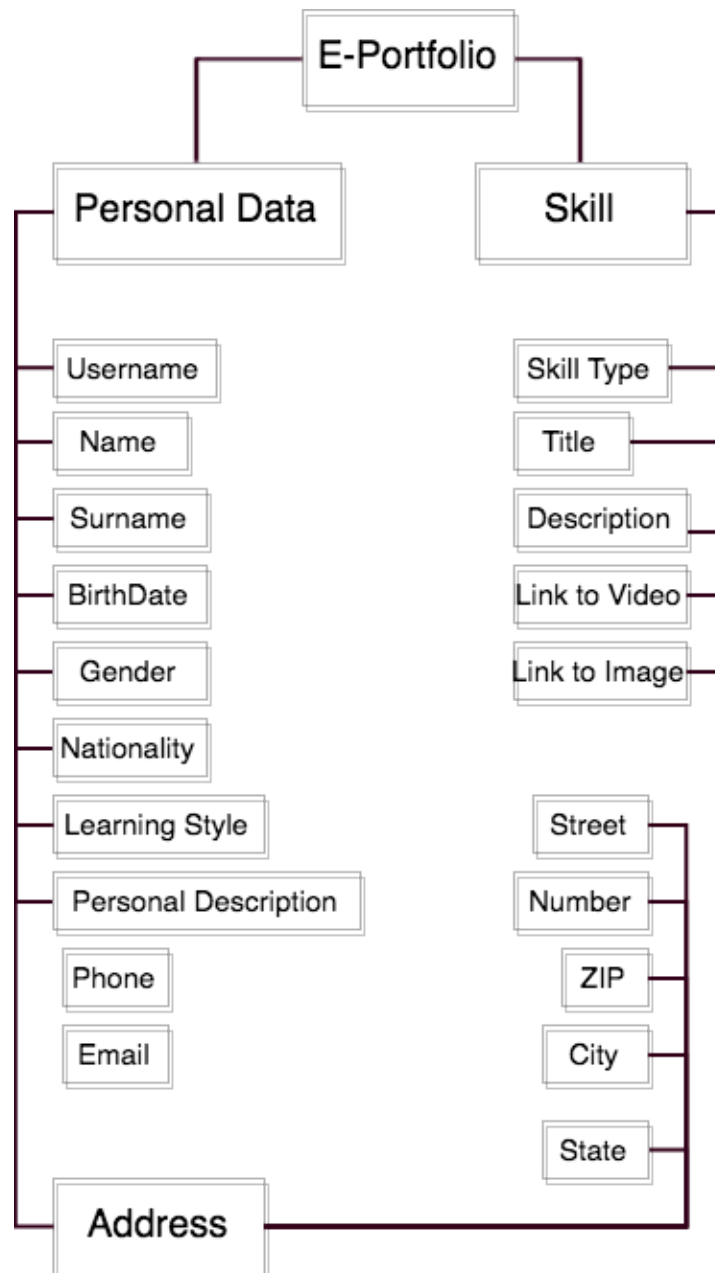 E-Portfolio
Personal Data
Skill
Username
Name
Surname
BirthDate
Gender
Nationality
Learning Style
Personal Description
Phone
Email
Address
Skill Type
Title
Description
Link to Video
Link to Image
Street
Number
ZIP
City
State